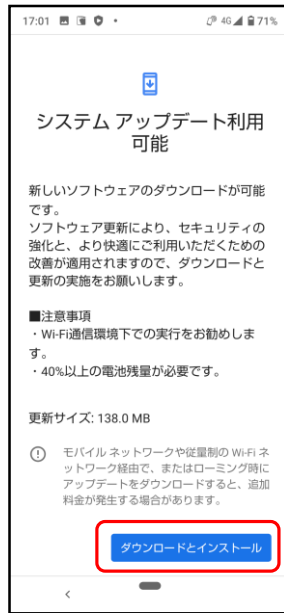 17:01
4G 71%
システム アップデート利用
可能
新しいソフトウェアのダウンロードが可能
です。
ソフトウェア更新により、セキュリティの
強化と、より快適にご利用いただくための
改善が適用されますので、ダウンロードと
更新の実施をお願いします。
■注意事項
・Wi-Fi通信環境下での実行をお勧めしま
す。
・40%以上の電池残量が必要です。
更新サイズ: 138.0 MB
モバイル ネットワークや従量制の Wi-Fi ネ
ットワーク経由で、またはローミング時に
アップデートをダウンロードすると、追加
料金が発生する場合があります。
ダウンロードとインストール